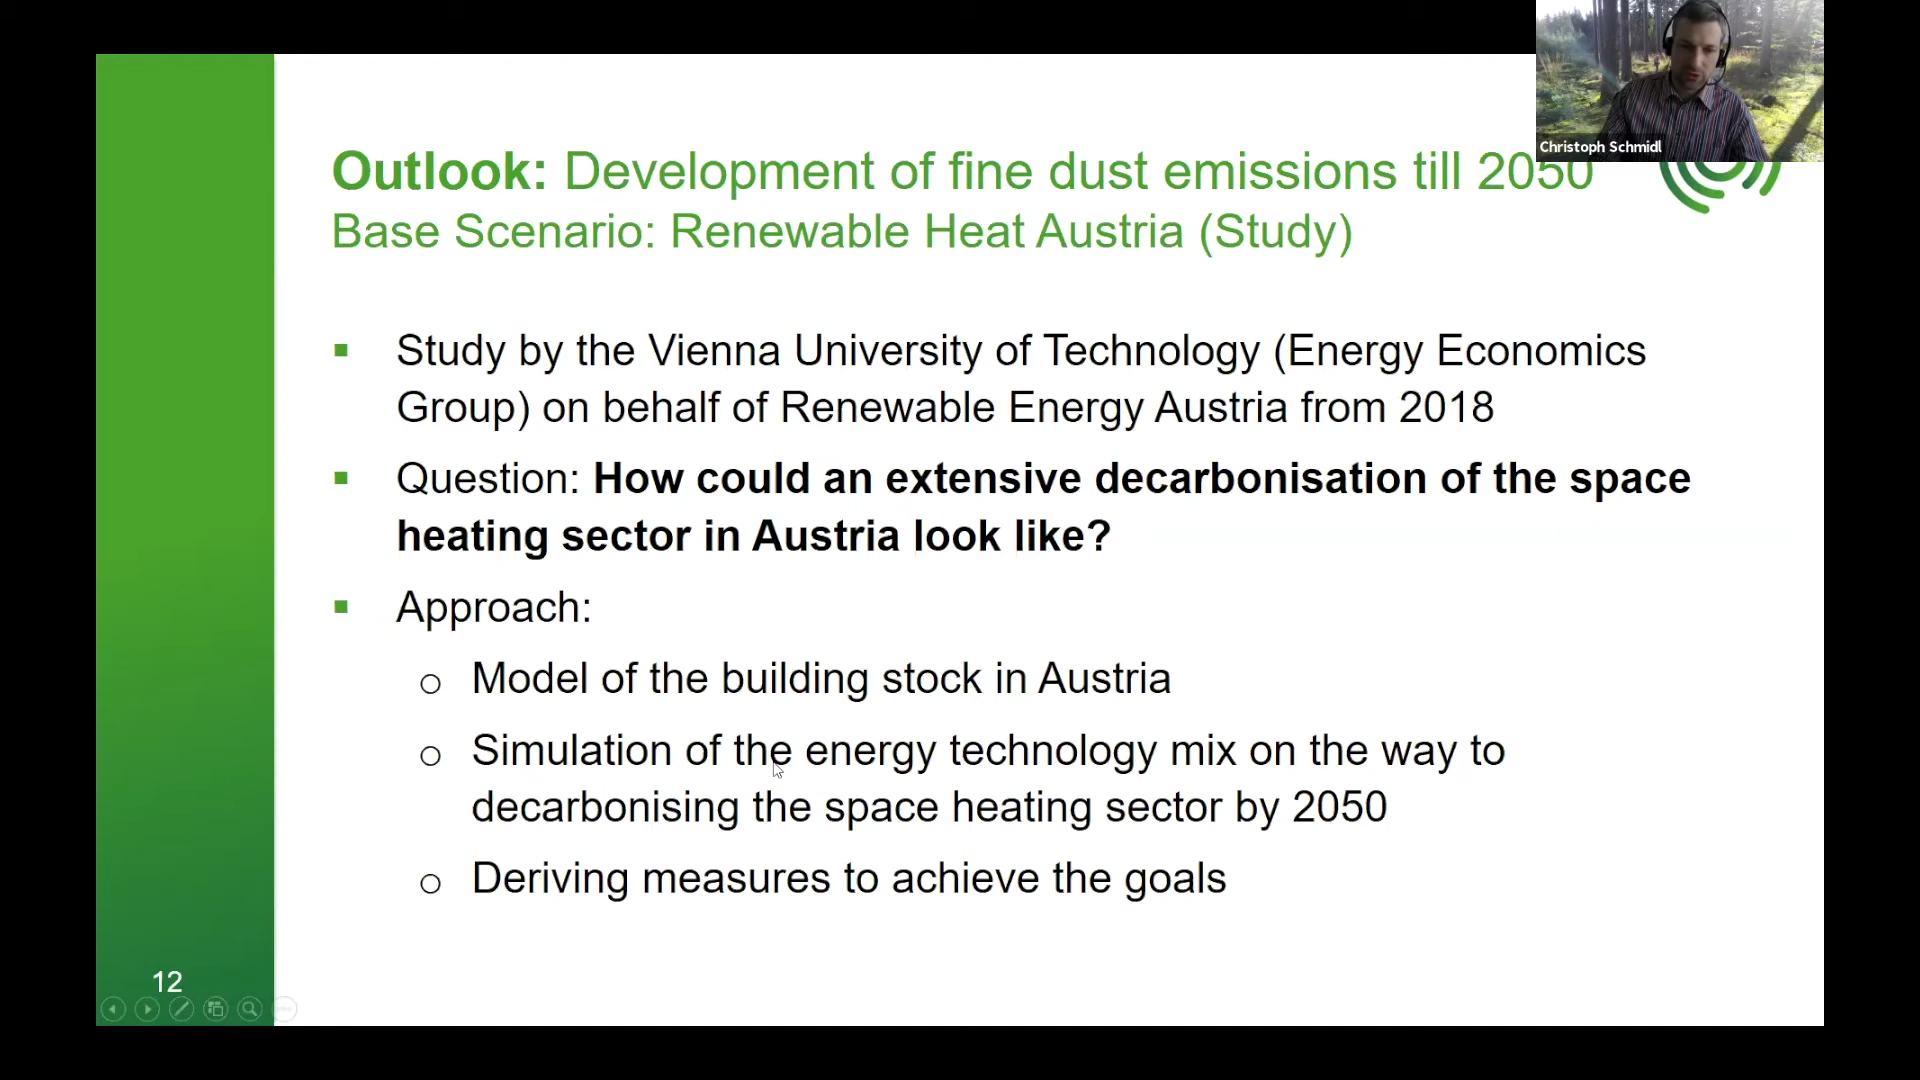 Christoph Schmidl
Outlook: Development of fine dust emissions till 2050
Base Scenario: Renewable Heat Austria (Study)
Study by the Vienna University of Technology (Energy Economics
Group) on behalf of Renewable Energy Austria from 2018
Question: How could an extensive decarbonisation of the space
heating sector in Austria look like?
Approach:
Model of the building stock in Austria
Simulation of the energy technology mix on the way to
decarbonising the space heating sector by 2050
Deriving measures to achieve the goals
12